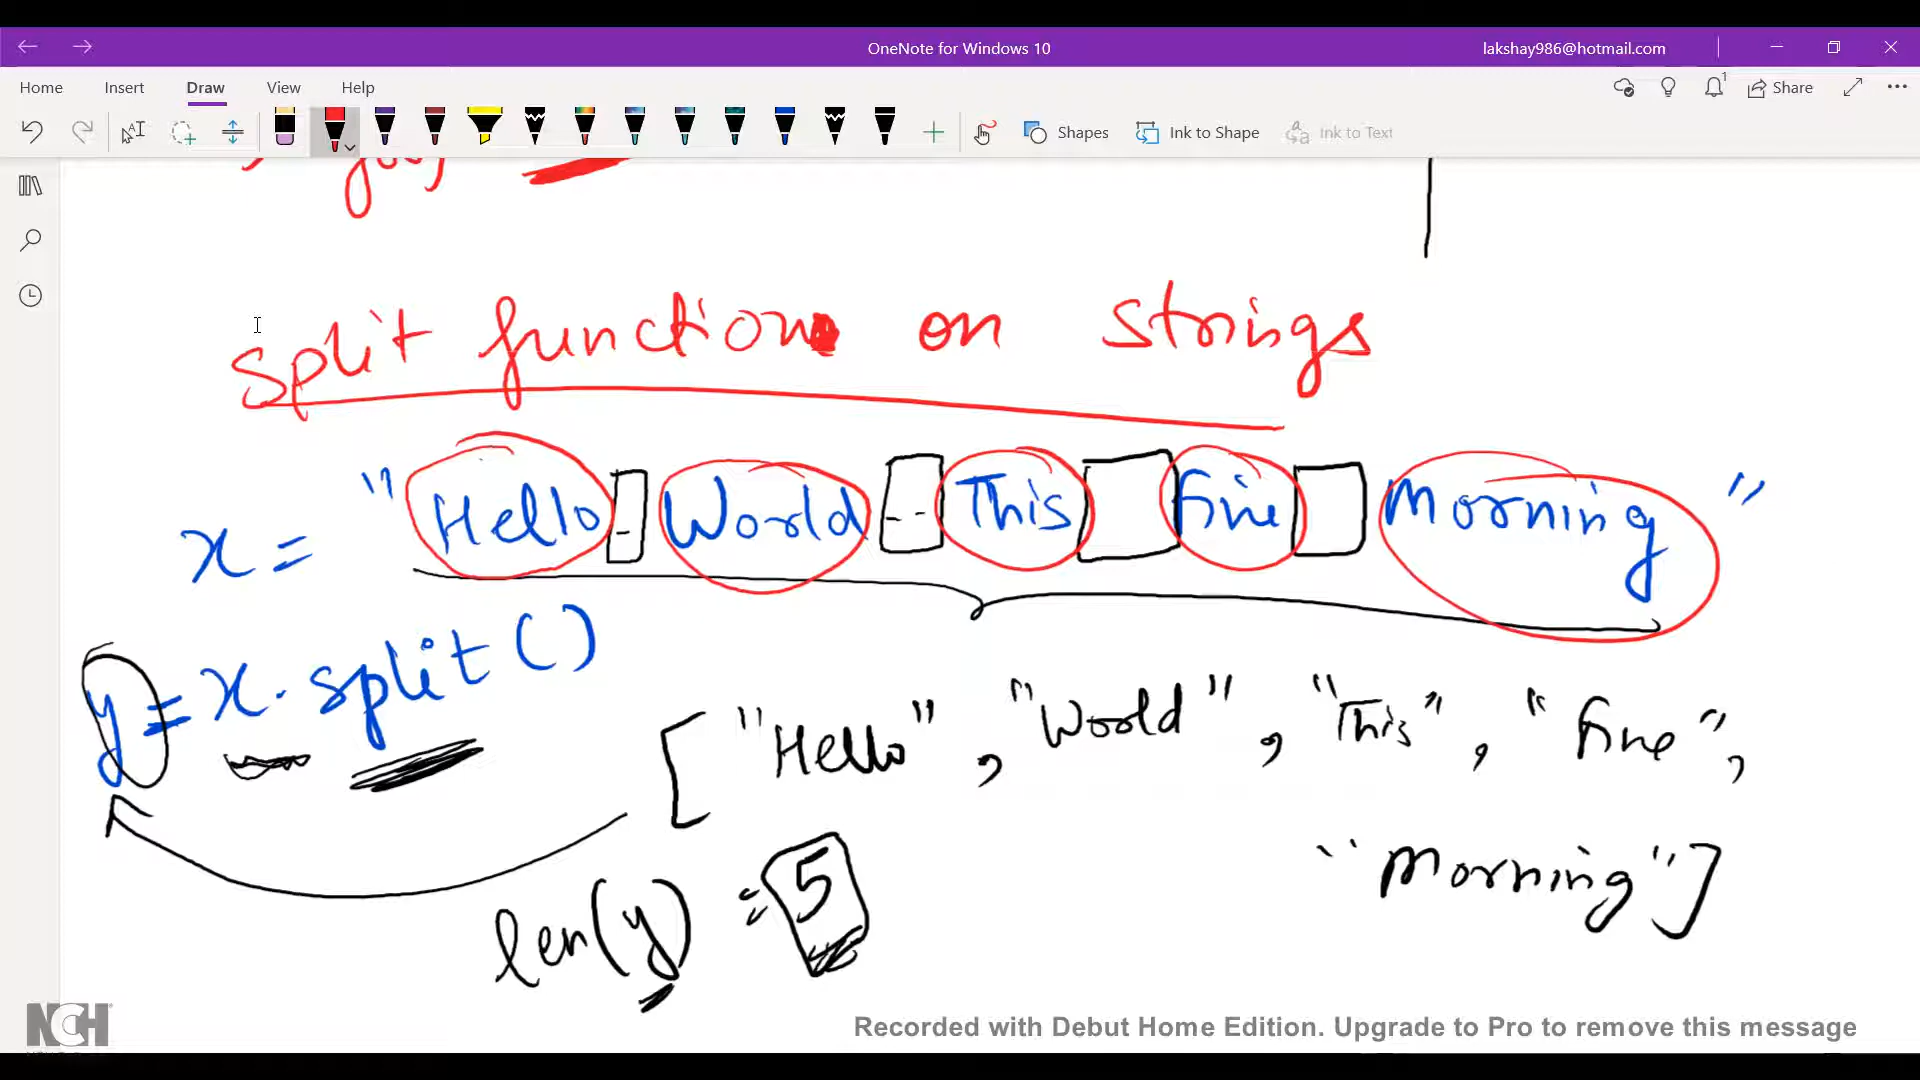 OneNote for Windows 10
lakshay986@hotmail.com
Home Insert Draw View Help
1
Share
Shapes Ink to Shape Ink to Text
split function on strings
x = "Hello - World - - This Fine Morning"
y = x.split()
["Hello", "World", "This", "Fine",
"Morning"]
len(y) = 5
NCH
Recorded with Debut Home Edition. Upgrade to Pro to remove this message